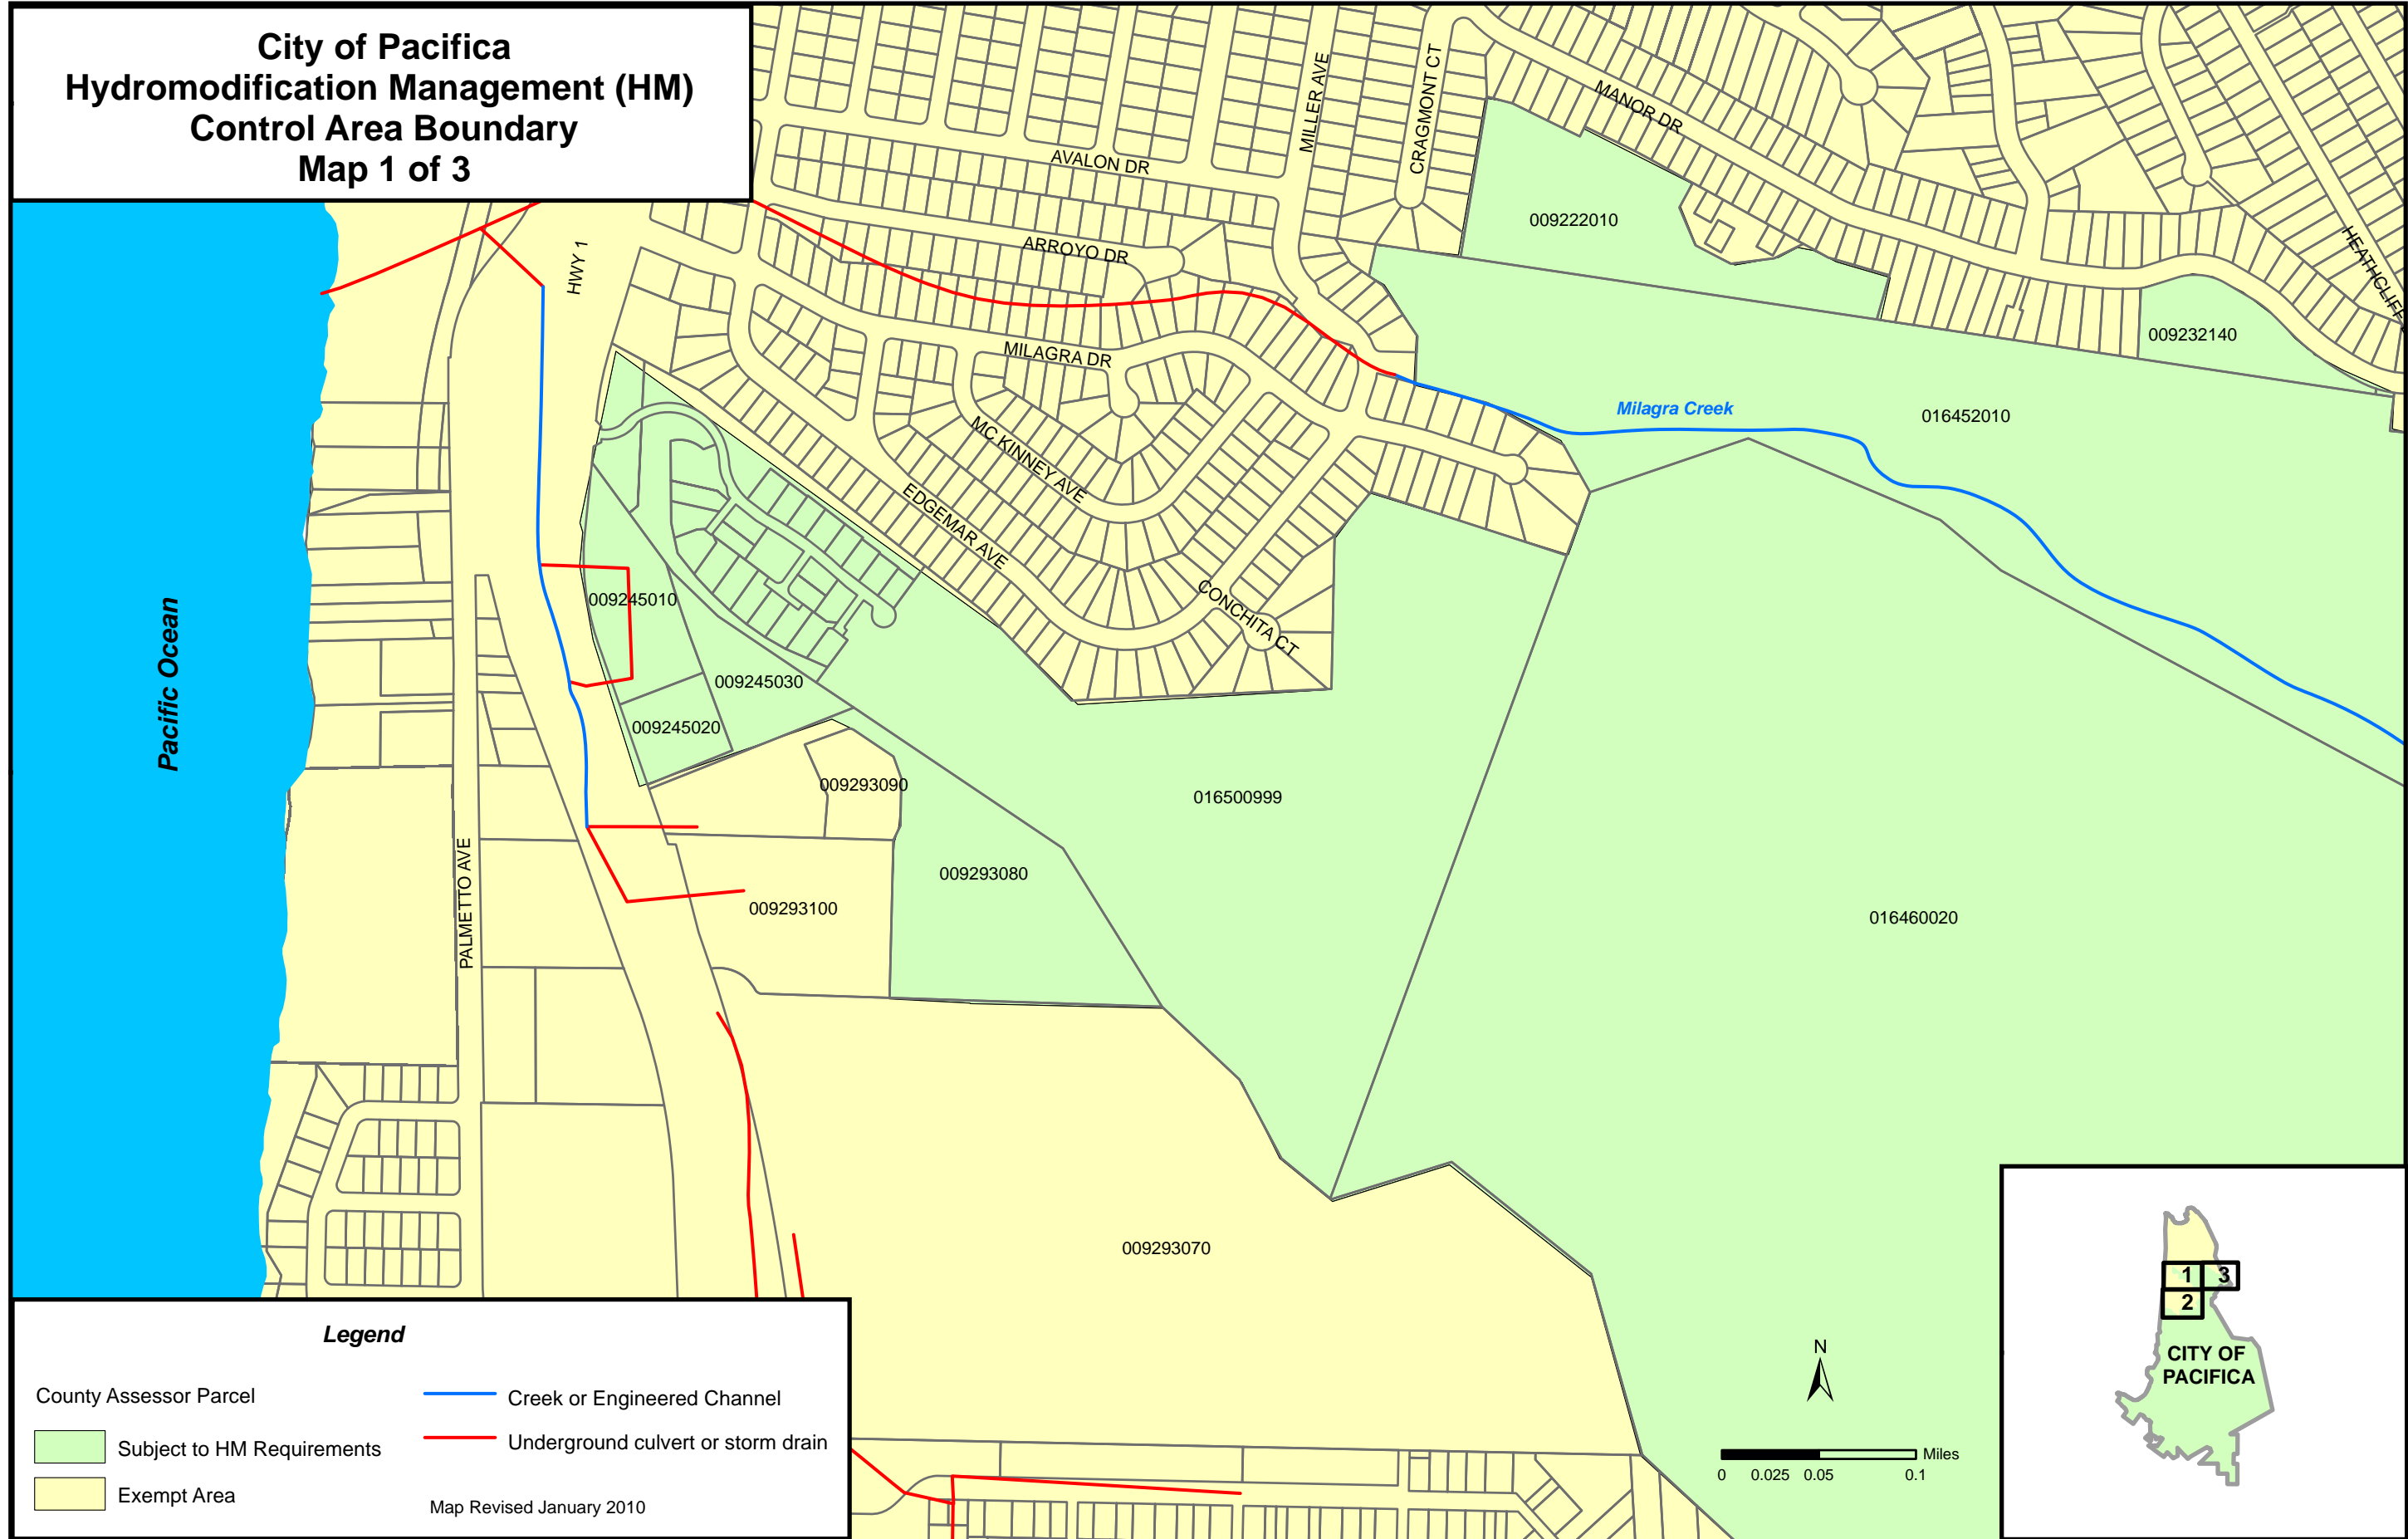 City of Pacifica
Hydromodification Management (HM)
Control Area Boundary
Map 1 of 3
MILLER AVE
CRAGMONT CT
MANOR DR
AVALON DR
009222010
HWY 1
ARROYO DR
HEATHCLIFF
009232140
MILAGRA DR
Milagra Creek
016452010
MC KINNEY AVE
EDGEMAR AVE
Pacific Ocean
009245010
CONCHITA CT
009245030
009245020
009293090
016500999
009293080
PALMETTO AVE
009293100
016460020
009293070
1
3
2
CITY OF
PACIFICA
N
Miles
0
0.025
0.05
0.1
Legend
County Assessor Parcel
Creek or Engineered Channel
Subject to HM Requirements
Underground culvert or storm drain
Exempt Area
Map Revised January 2010